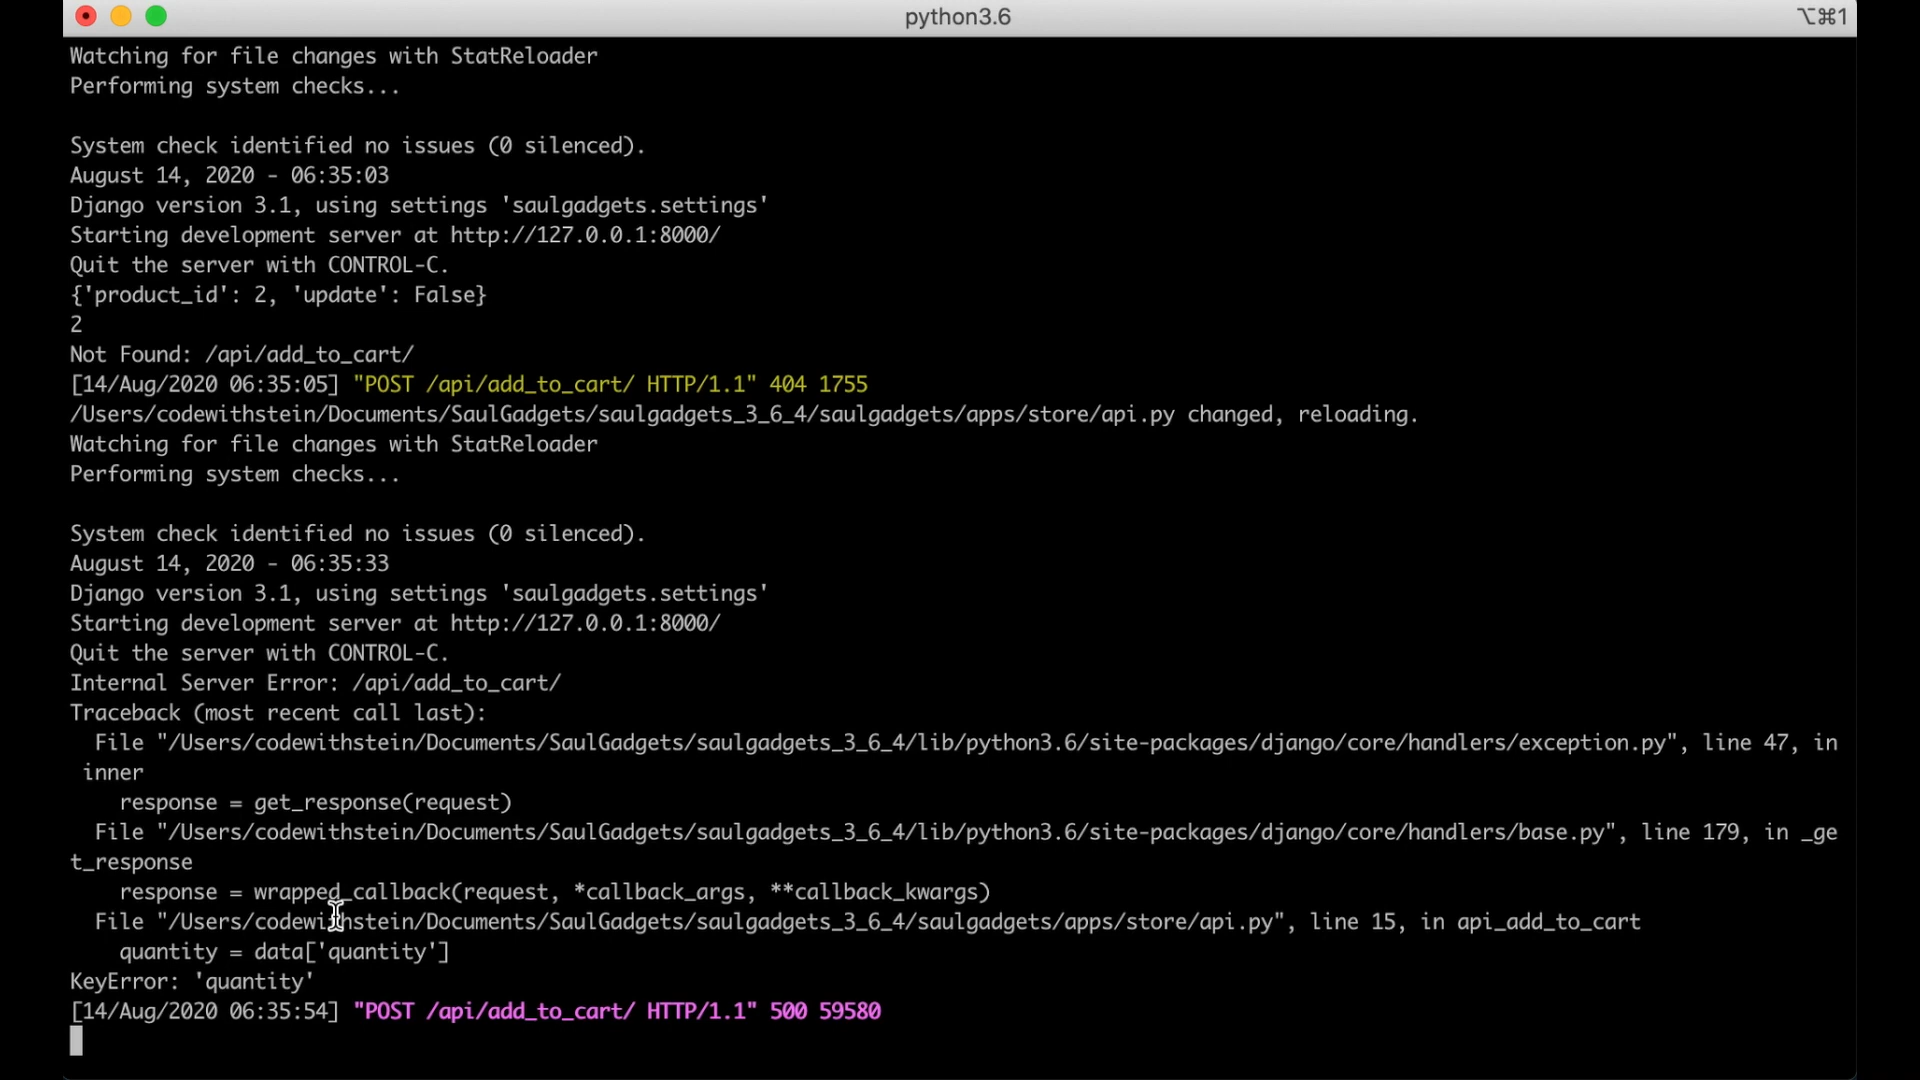 python3.6
⌥⌘1
Watching for file changes with StatReloader
Performing system checks...
System check identified no issues (0 silenced).
August 14, 2020 - 06:35:03
Django version 3.1, using settings 'saulgadgets.settings'
Starting development server at http://127.0.0.1:8000/
Quit the server with CONTROL-C.
{'product_id': 2, 'update': False}
2
Not Found: /api/add_to_cart/
[14/Aug/2020 06:35:05] "POST /api/add_to_cart/ HTTP/1.1" 404 1755
/Users/codewithstein/Documents/SaulGadgets/saulgadgets_3_6_4/saulgadgets/apps/store/api.py changed, reloading.
Watching for file changes with StatReloader
Performing system checks...
System check identified no issues (0 silenced).
August 14, 2020 - 06:35:33
Django version 3.1, using settings 'saulgadgets.settings'
Starting development server at http://127.0.0.1:8000/
Quit the server with CONTROL-C.
Internal Server Error: /api/add_to_cart/
Traceback (most recent call last):
  File "/Users/codewithstein/Documents/SaulGadgets/saulgadgets_3_6_4/lib/python3.6/site-packages/django/core/handlers/exception.py", line 47, in
 inner
    response = get_response(request)
  File "/Users/codewithstein/Documents/SaulGadgets/saulgadgets_3_6_4/lib/python3.6/site-packages/django/core/handlers/base.py", line 179, in _ge
t_response
    response = wrapped_callback(request, *callback_args, **callback_kwargs)
  File "/Users/codewithstein/Documents/SaulGadgets/saulgadgets_3_6_4/saulgadgets/apps/store/api.py", line 15, in api_add_to_cart
    quantity = data['quantity']
KeyError: 'quantity'
[14/Aug/2020 06:35:54] "POST /api/add_to_cart/ HTTP/1.1" 500 59580